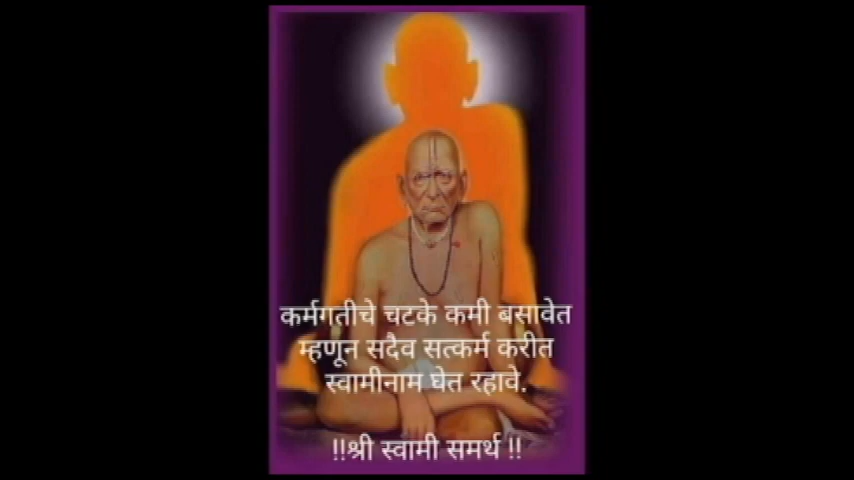 कर्मगतीचे चटके कमी बसावेत
म्हणून सदैव सत्कर्म करीत
स्वामीनाम घेत रहावे.
!!श्री स्वामी समर्थ !!